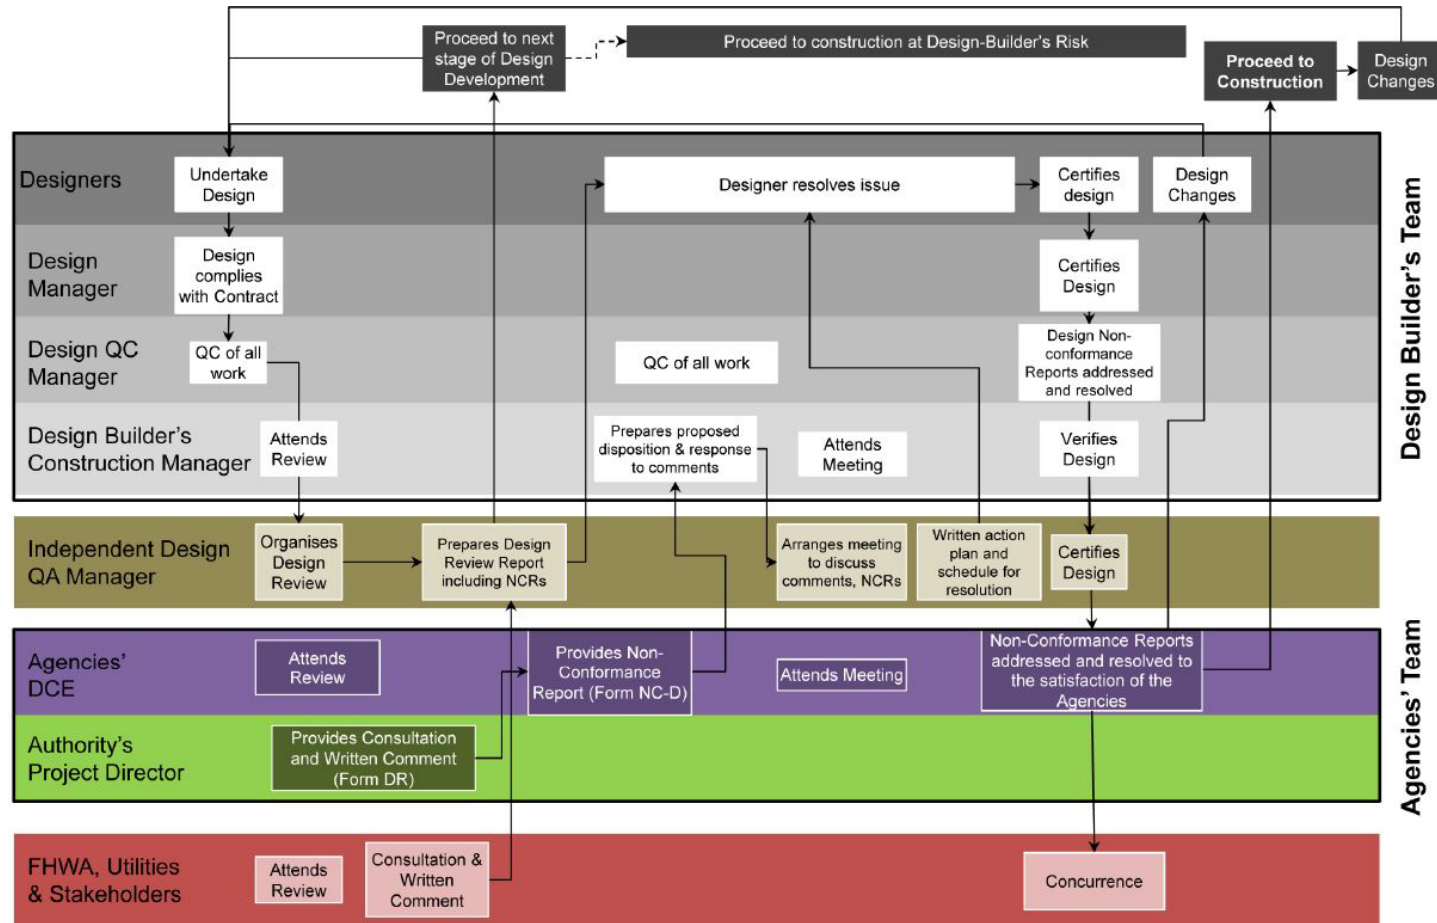 Proceed to next
stage of Design
Development
Proceed to construction at Design-Builder's Risk
Proceed to
Construction
Design
Changes
Designers
Undertake
Design
Designer resolves issue
Certifies
design
Design
Changes
Design
Manager
Design
complies
with Contract
Certifies
Design
Design QC
Manager
QC of all
work
QC of all work
Design Non-
conformance
Reports addressed
and resolved
Design Builder's
Construction Manager
Attends
Review
Prepares proposed
disposition & response
to comments
Attends
Meeting
Verifies
Design
Design Builder's Team
Independent Design
QA Manager
Organises
Design
Review
Prepares Design
Review Report
including NCRs
Arranges meeting
to discuss
comments, NCRs
Written action
plan and
schedule for
resolution
Certifies
Design
Agencies'
DCE
Attends
Review
Provides Non-
Conformance
Report (Form NC-D)
Attends Meeting
Non-Conformance Reports
addressed and resolved to
the satisfaction of the
Agencies
Authority's
Project Director
Provides Consultation
and Written Comment
(Form DR)
Agencies' Team
FHWA, Utilities
& Stakeholders
Attends
Review
Consultation &
Written
Comment
Concurrence